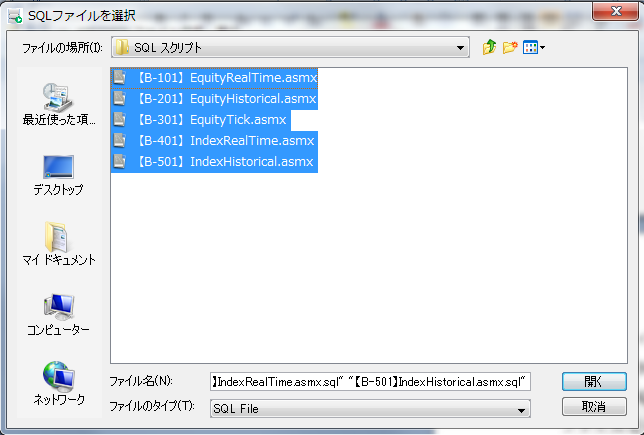 SQLファイルを選択
ファイルの場所(I):
SQL スクリプト
【B-101】EquityRealTime.asmx
【B-201】EquityHistorical.asmx
【B-301】EquityTick.asmx
【B-401】IndexRealTime.asmx
【B-501】IndexHistorical.asmx
最近使った項...
デスクトップ
マイ ドキュメント
コンピューター
ネットワーク
ファイル名(N):
】IndexRealTime.asmx.sql" "【B-501】IndexHistorical.asmx.sql"
開く
ファイルのタイプ(T):
SQL File
取消